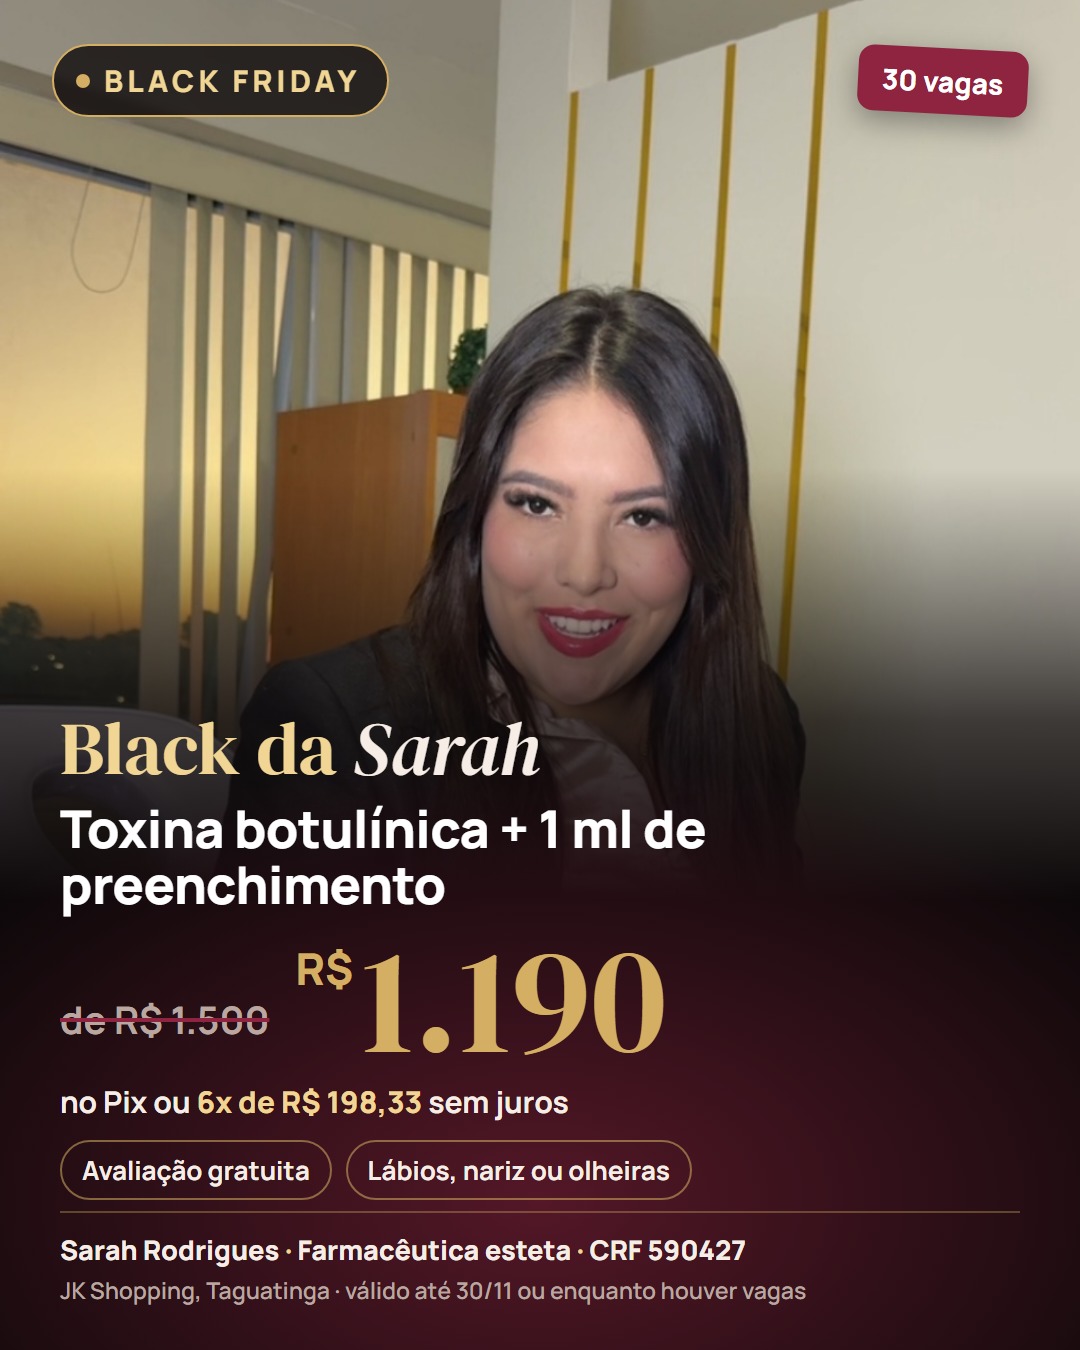 BLACK FRIDAY
30 vagas
Black da Sarah
Toxina botulínica + 1 ml de
preenchimento
de R$ 1.500
R$ 1.190
no Pix ou 6x de R$ 198,33 sem juros
Avaliação gratuita
Lábios, nariz ou olheiras
Sarah Rodrigues · Farmacêutica esteta · CRF 590427
JK Shopping, Taguatinga · válido até 30/11 ou enquanto houver vagas